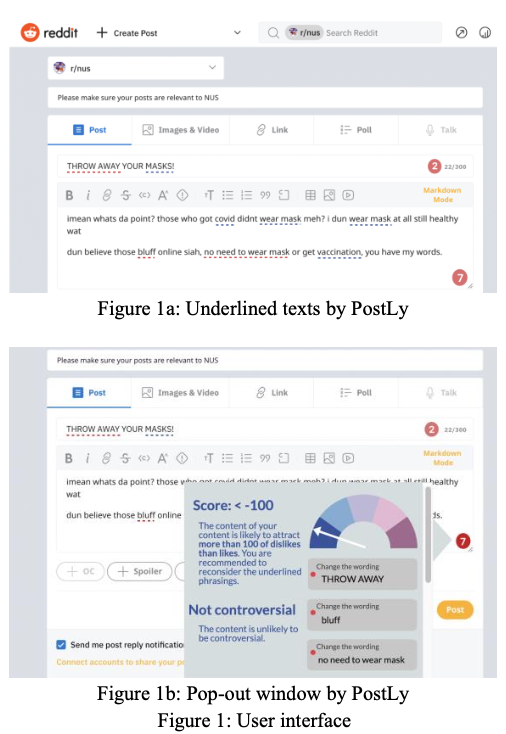 reddit + Create Post r/nus Search Reddit
r/nus
Please make sure your posts are relevant to NUS
Post Images & Video Link Poll Talk
THROW AWAY YOUR MASKS! 2 22/300
B i S <c> A T 99 Markdown
Mode
imean whats da point? those who got covid didnt wear mask meh? i dun wear mask at all still healthy
wat
dun believe those bluff online siah, no need to wear mask or get vaccination, you have my words.
7
Figure 1a: Underlined texts by PostLy
Please make sure your posts are relevant to NUS
Post Images & Video Link Poll Talk
THROW AWAY YOUR MASKS! 2 22/300
B i S <c> A T 99 Markdown
Mode
imean whats da point? those who got covid didnt wear mask meh? i dun wear mask at all still healthy
wat
dun believe those bluff online ds.
7
Score: < -100
The content of your
content is likely to attract
more than 100 of dislikes
than likes. You are
recommended to
reconsider the underlined
phrasings.
Change the wording
THROW AWAY
Change the wording
bluff
Change the wording
no need to wear mask
Not controversial
The content is unlikely to
be controversial.
+ OC + Spoiler
Post
Send me post reply notificatio
Connect accounts to share your p
Figure 1b: Pop-out window by PostLy
Figure 1: User interface